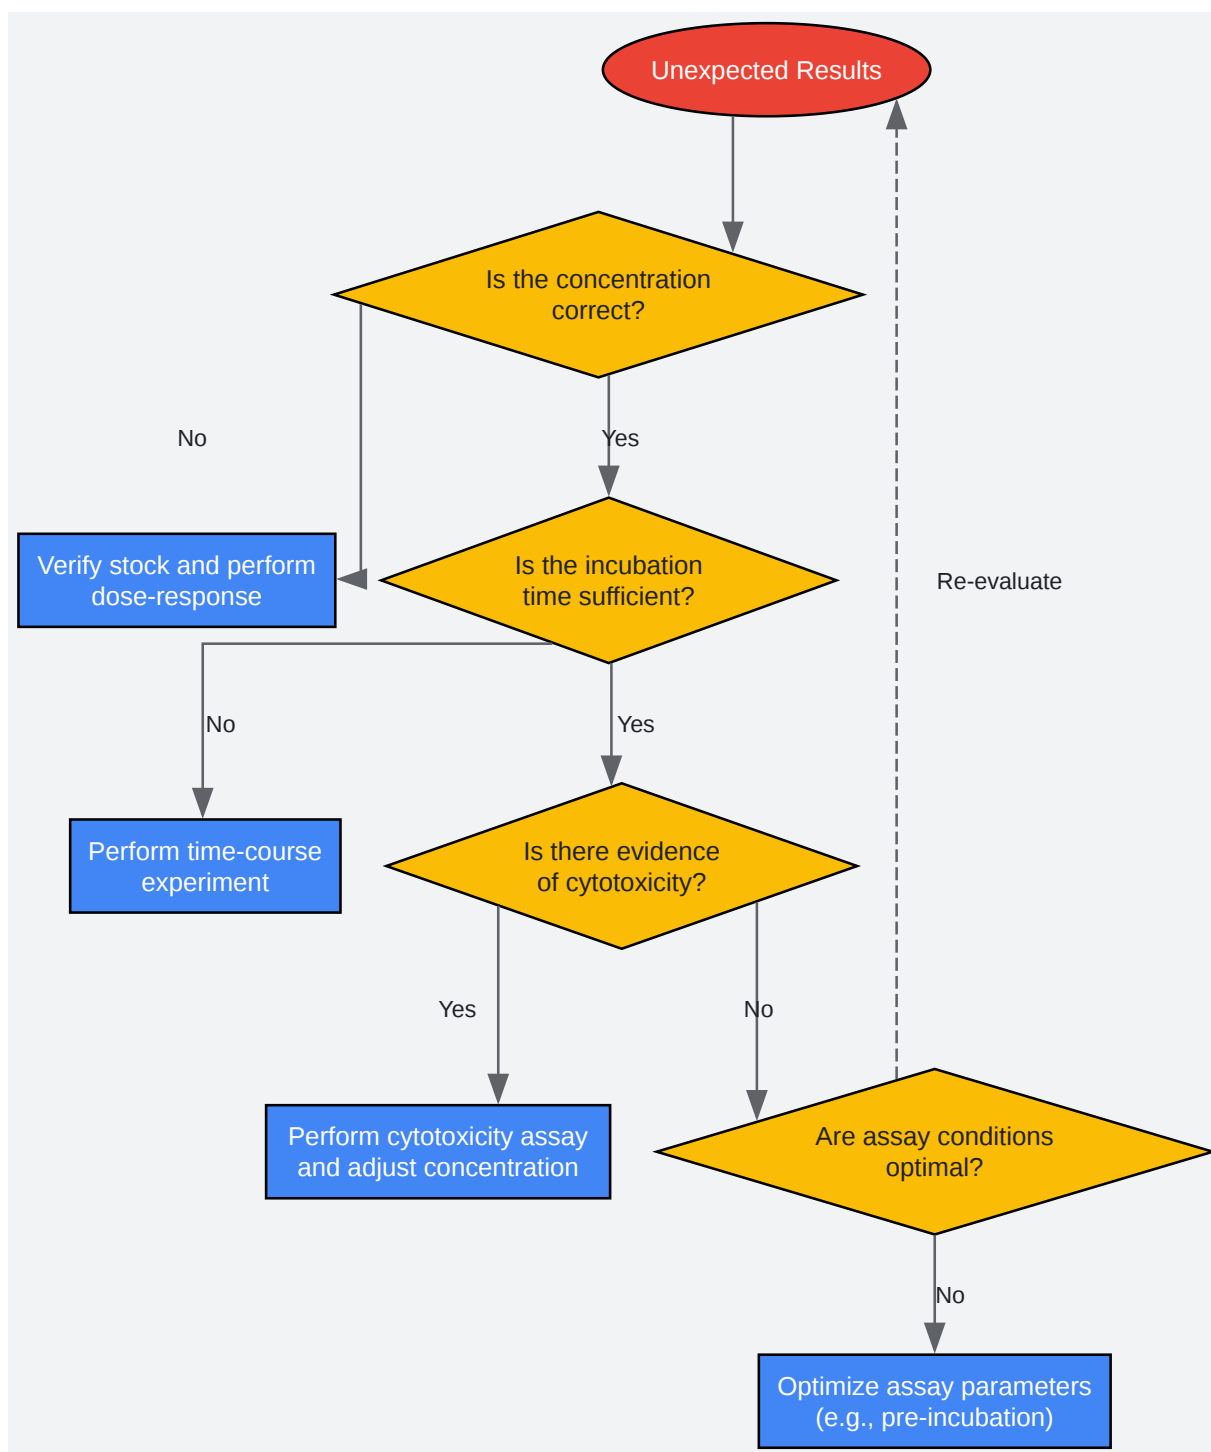 Unexpected Results
Is the concentration
correct?
No
Yes
Verify stock and perform
dose-response
Is the incubation
time sufficient?
Re-evaluate
No
Yes
Perform time-course
experiment
Is there evidence
of cytotoxicity?
Yes
No
Perform cytotoxicity assay
and adjust concentration
Are assay conditions
optimal?
No
Optimize assay parameters
(e.g., pre-incubation)